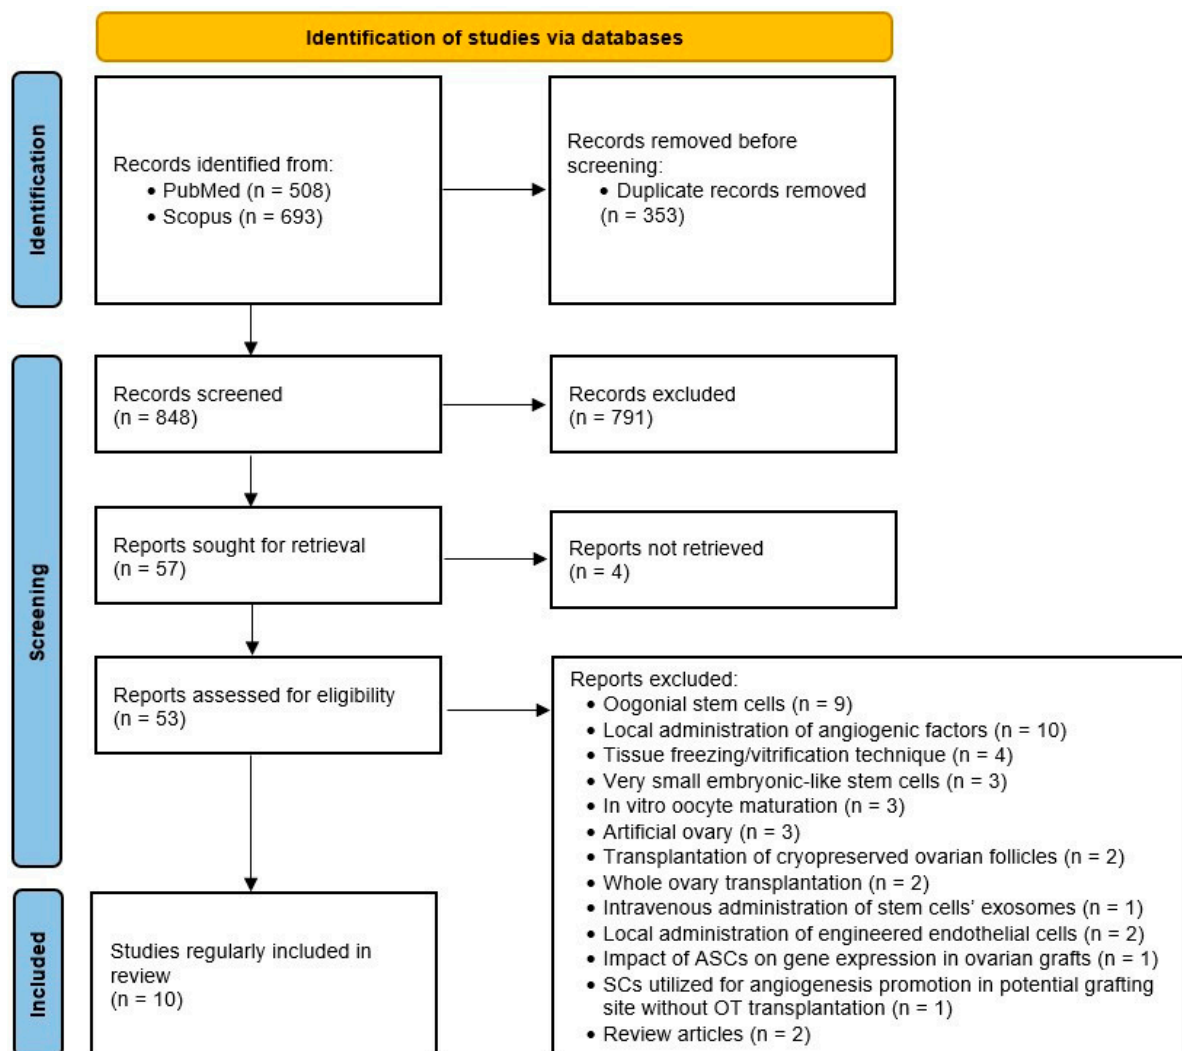 Identification of studies via databases
Identification
Records identified from:
• PubMed (n = 508)
• Scopus (n = 693)
Records removed before
screening:
• Duplicate records removed
(n = 353)
Screening
Records screened
(n = 848)
Records excluded
(n = 791)
Reports sought for retrieval
(n = 57)
Reports not retrieved
(n = 4)
Reports assessed for eligibility
(n = 53)
Reports excluded:
• Oogonial stem cells (n = 9)
• Local administration of angiogenic factors (n = 10)
• Tissue freezing/vitrification technique (n = 4)
• Very small embryonic-like stem cells (n = 3)
• In vitro oocyte maturation (n = 3)
• Artificial ovary (n = 3)
• Transplantation of cryopreserved ovarian follicles (n = 2)
• Whole ovary transplantation (n = 2)
• Intravenous administration of stem cells’ exosomes (n = 1)
• Local administration of engineered endothelial cells (n = 2)
• Impact of ASCs on gene expression in ovarian grafts (n = 1)
• SCs utilized for angiogenesis promotion in potential grafting
site without OT transplantation (n = 1)
• Review articles (n = 2)
Included
Studies regularly included in
review
(n = 10)